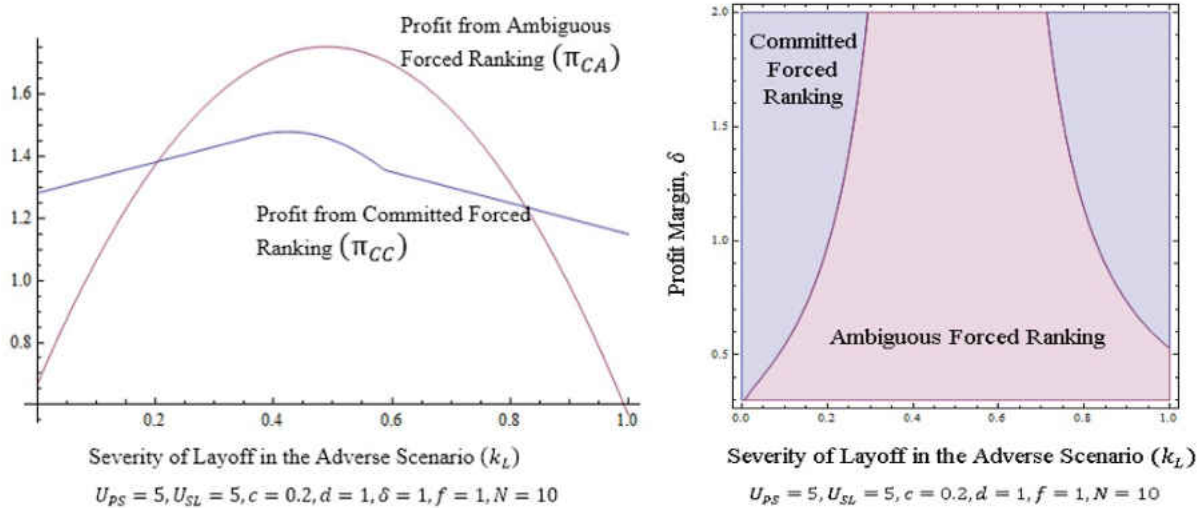 Profit from Ambiguous
Forced Ranking (π_CA)
1.6
1.4
1.2
1.0
0.8
Profit from Committed Forced
Ranking (π_CC)
0.2
0.4
0.6
0.8
1.0
Severity of Layoff in the Adverse Scenario (k_L)
U_PS = 5, U_SL = 5, c = 0.2, d = 1, δ = 1, f = 1, N = 10
2.0
1.5
1.0
0.5
Profit Margin, δ
Committed
Forced
Ranking
Ambiguous Forced Ranking
0.0
0.2
0.4
0.6
0.8
1.0
Severity of Layoff in the Adverse Scenario (k_L)
U_PS = 5, U_SL = 5, c = 0.2, d = 1, f = 1, N = 10